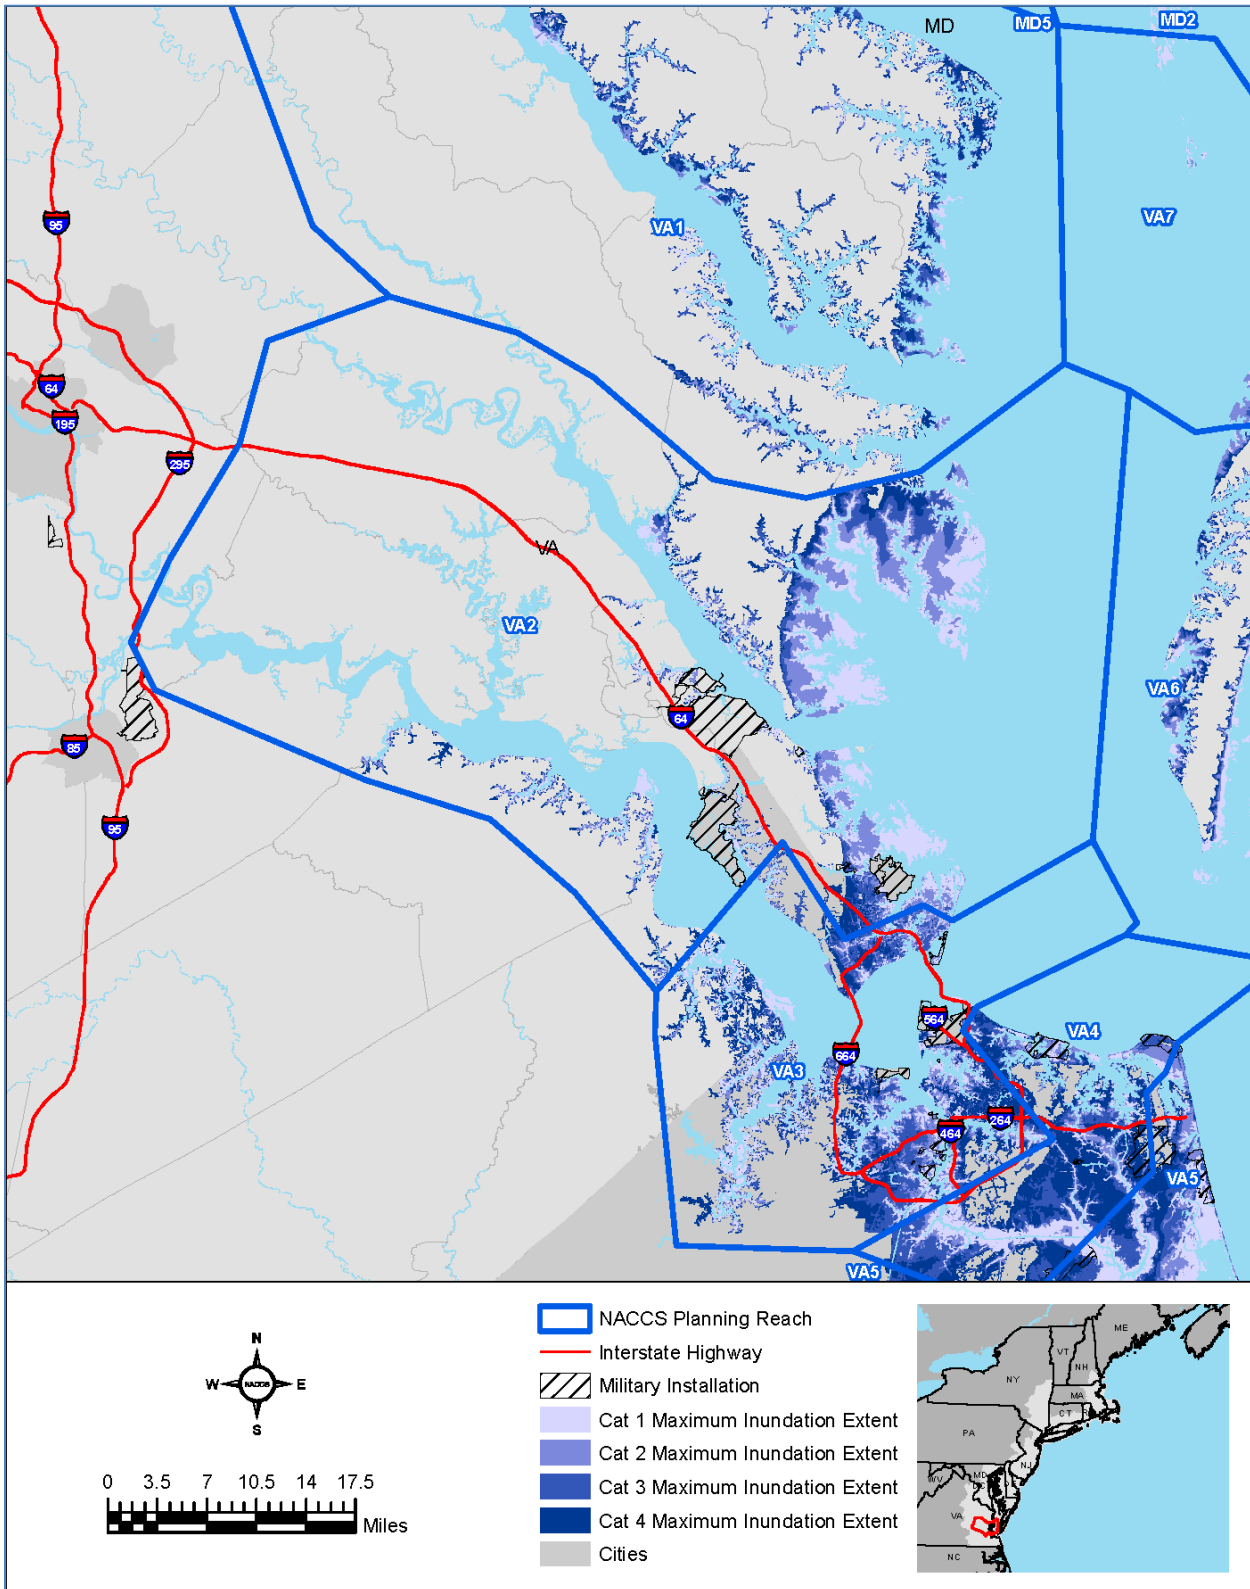 MD
MD5
MD2
VA1
VA7
95
64
195
295
VA
VA2
VA6
64
85
95
564
VA4
664
VA3
264
464
VA5
VA5
N
W
NACCS
E
S
0 3.5 7 10.5 14 17.5
Miles
NACCS Planning Reach
Interstate Highway
Military Installation
Cat 1 Maximum Inundation Extent
Cat 2 Maximum Inundation Extent
Cat 3 Maximum Inundation Extent
Cat 4 Maximum Inundation Extent
Cities
ME
VT
NH
NY
MA
CT
PA
NJ
WV
MD
VA
NC